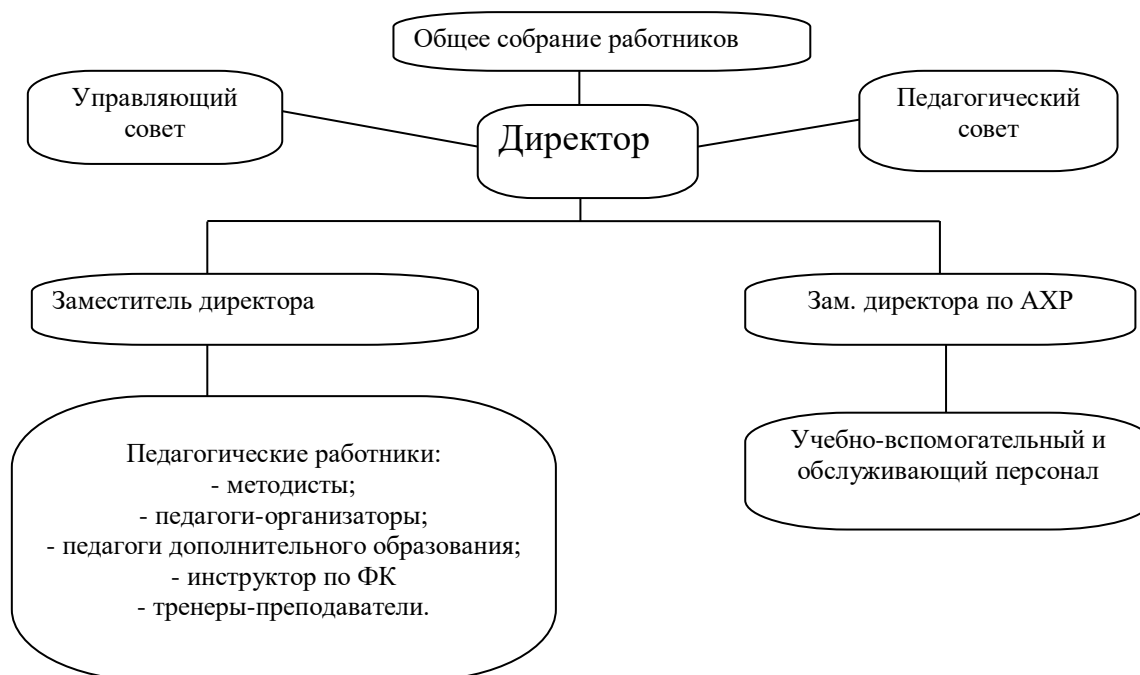 Общее собрание работников
Управляющий
совет
Директор
Педагогический
совет
Заместитель директора
Зам. директора по АХР
Педагогические работники:
- методисты;
- педагоги-организаторы;
- педагоги дополнительного образования;
- инструктор по ФК
- тренеры-преподаватели.
Учебно-вспомогательный и
обслуживающий персонал